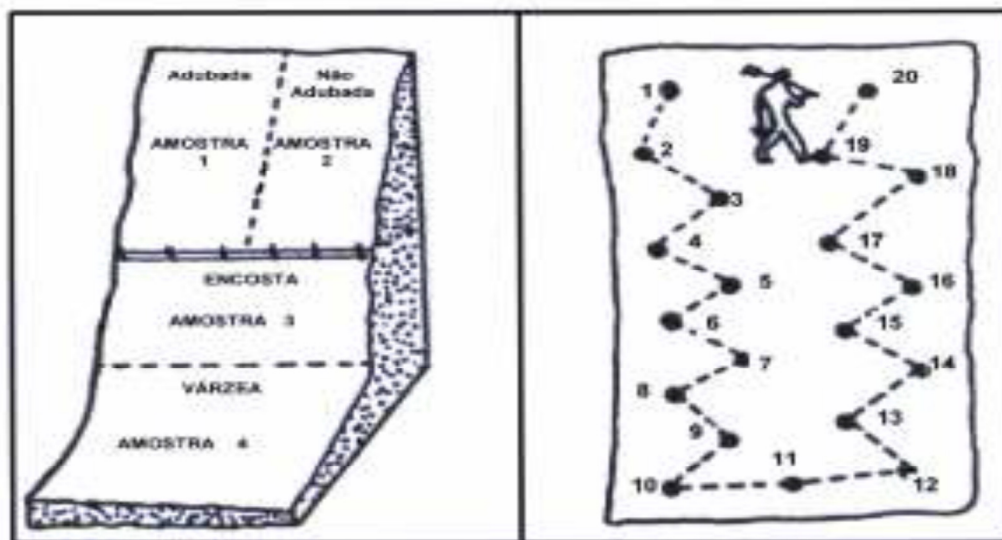 Adubada
Não
Adubada
AMOSTRA
1
AMOSTRA
2
ENCOSTA
AMOSTRA 3
VÁRZEA
AMOSTRA 4
1
2
3
4
5
6
7
8
9
10
11
12
13
14
15
16
17
18
19
20